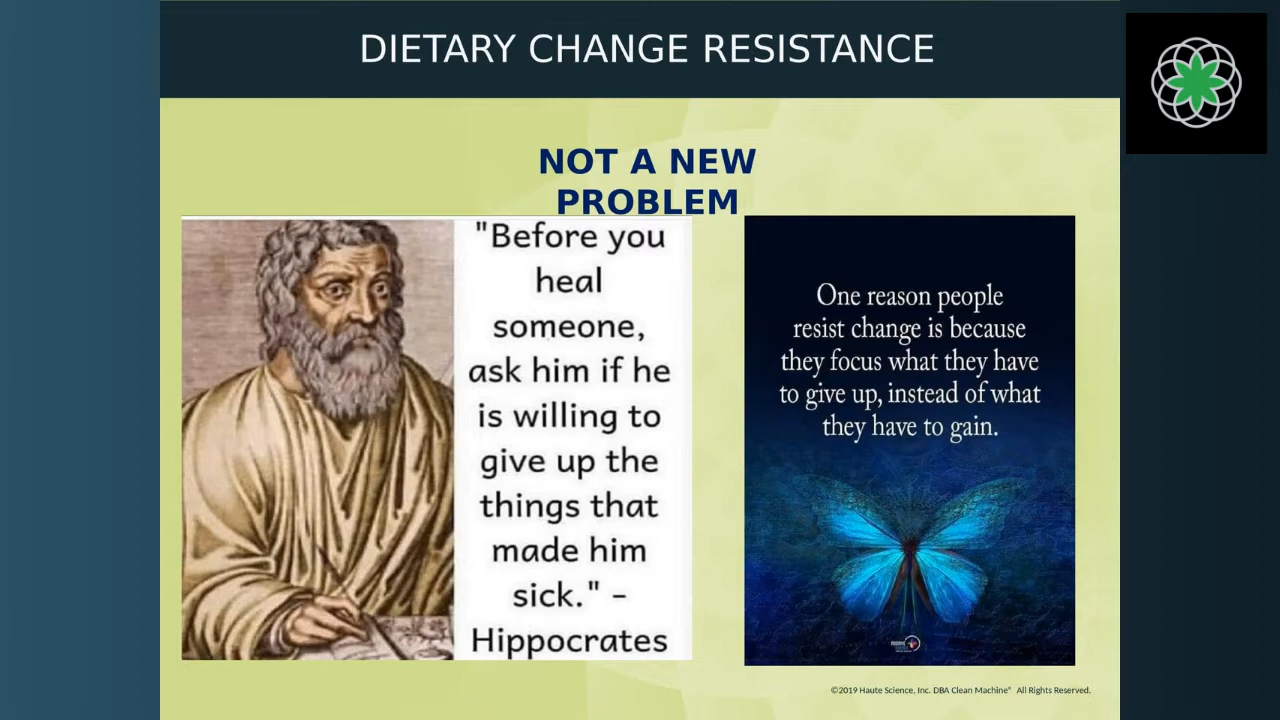 DIETARY CHANGE RESISTANCE
NOT A NEW
PROBLEM
"Before you
heal
someone,
ask him if he
is willing to
give up the
things that
made him
sick." -
Hippocrates
One reason people
resist change is because
they focus what they have
to give up, instead of what
they have to gain.
©2019 Haute Science, Inc. DBA Clean Machine® All Rights Reserved.